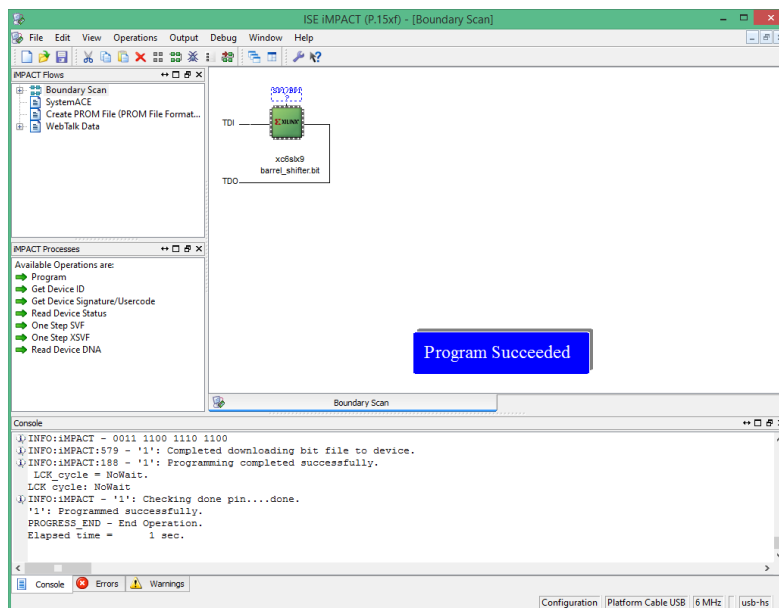 ISE iMPACT (P.15xf) - [Boundary Scan]
File Edit View Operations Output Debug Window Help
iMPACT Flows
Boundary Scan
SystemACE
Create PROM File (PROM File Format...
WebTalk Data
SPI/BPI
?
TDI
XILINX
xc6slx9
barrel_shifter.bit
TDO
iMPACT Processes
Available Operations are:
Program
Get Device ID
Get Device Signature/Usercode
Read Device Status
One Step SVF
One Step XSVF
Read Device DNA
Program Succeeded
Boundary Scan
Console
INFO:iMPACT - 0011 1100 1110 1100
INFO:iMPACT:579 - '1': Completed downloading bit file to device.
INFO:iMPACT:188 - '1': Programming completed successfully.
LCK_cycle = NoWait.
LCK cycle: NoWait
INFO:iMPACT - '1': Checking done pin....done.
'1': Programmed successfully.
PROGRESS_END - End Operation.
Elapsed time = 1 sec.
Console Errors Warnings
Configuration Platform Cable USB 6 MHz usb-hs